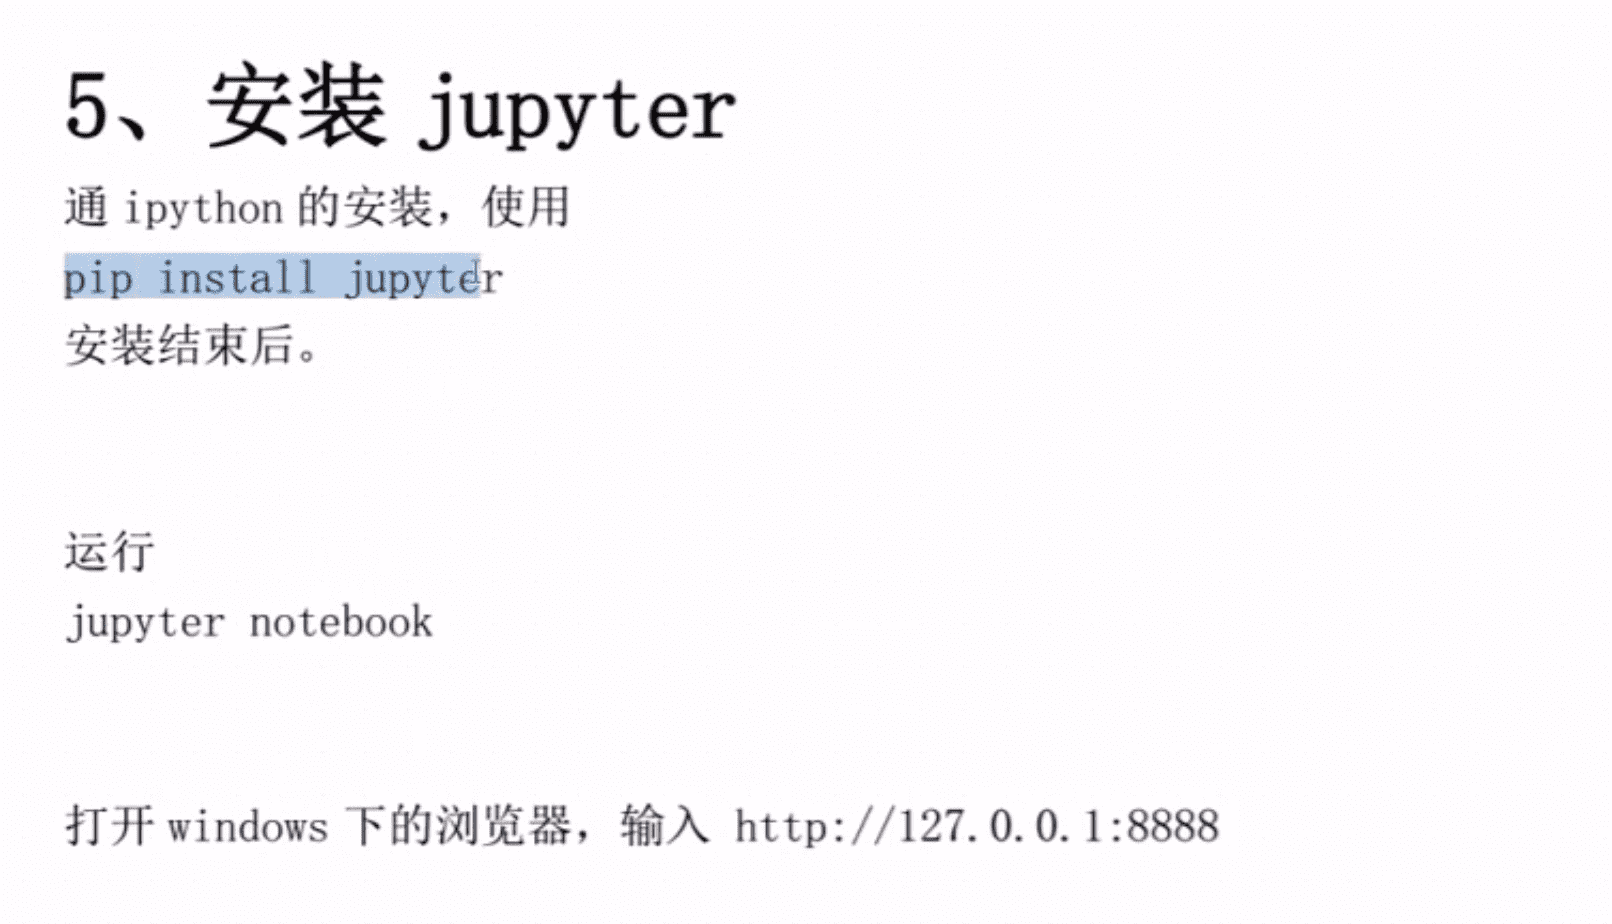 5、安装 jupyter
通 ipython 的安装，使用
pip install jupyter
安装结束后。
运行
jupyter notebook
打开 windows 下的浏览器，输入 http://127.0.0.1:8888